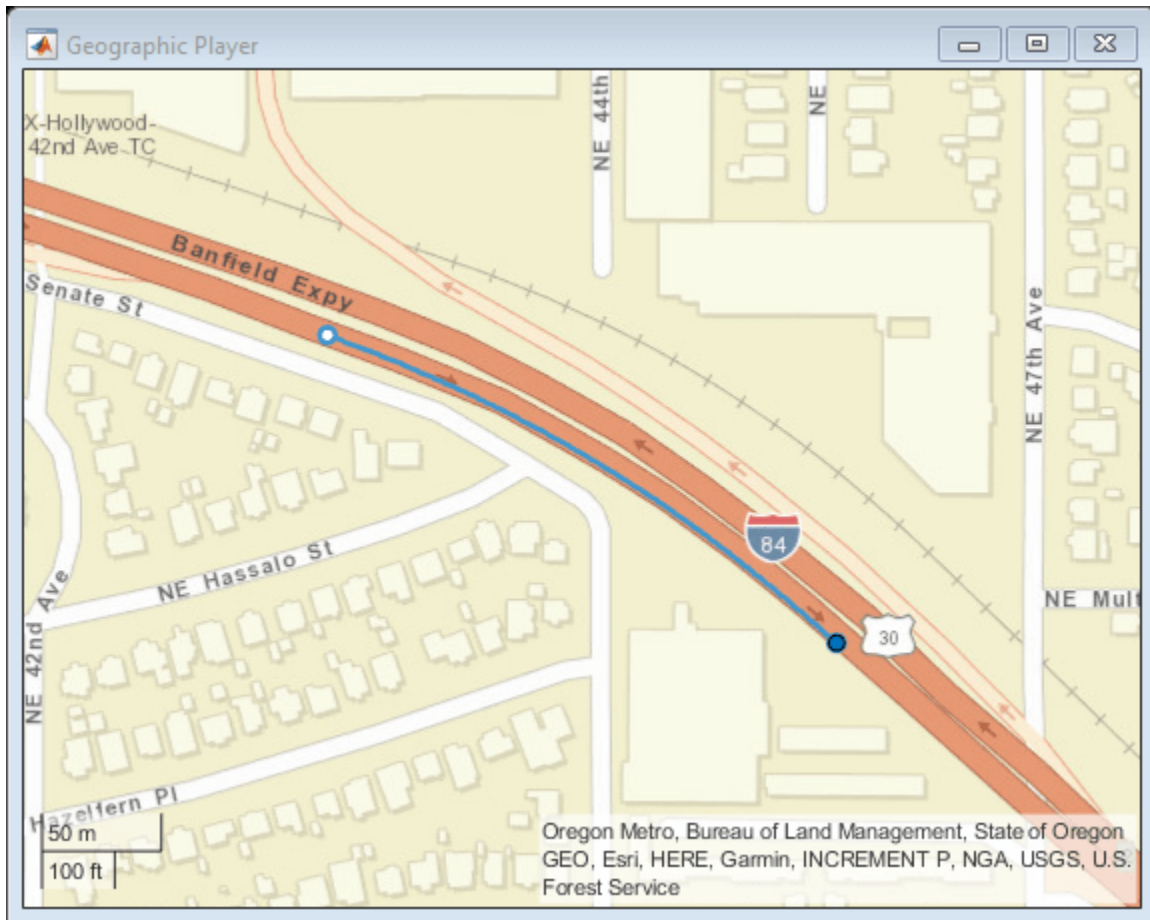 Geographic Player
X-Hollywood-
42nd Ave TC
NE 44th
NE
Banfield Expy
Senate St
NE 47th Ave
84
NE Hassalo St
NE 42nd Ave
NE Mult
30
Hazelfern Pl
50 m
100 ft
Oregon Metro, Bureau of Land Management, State of Oregon
GEO, Esri, HERE, Garmin, INCREMENT P, NGA, USGS, U.S.
Forest Service